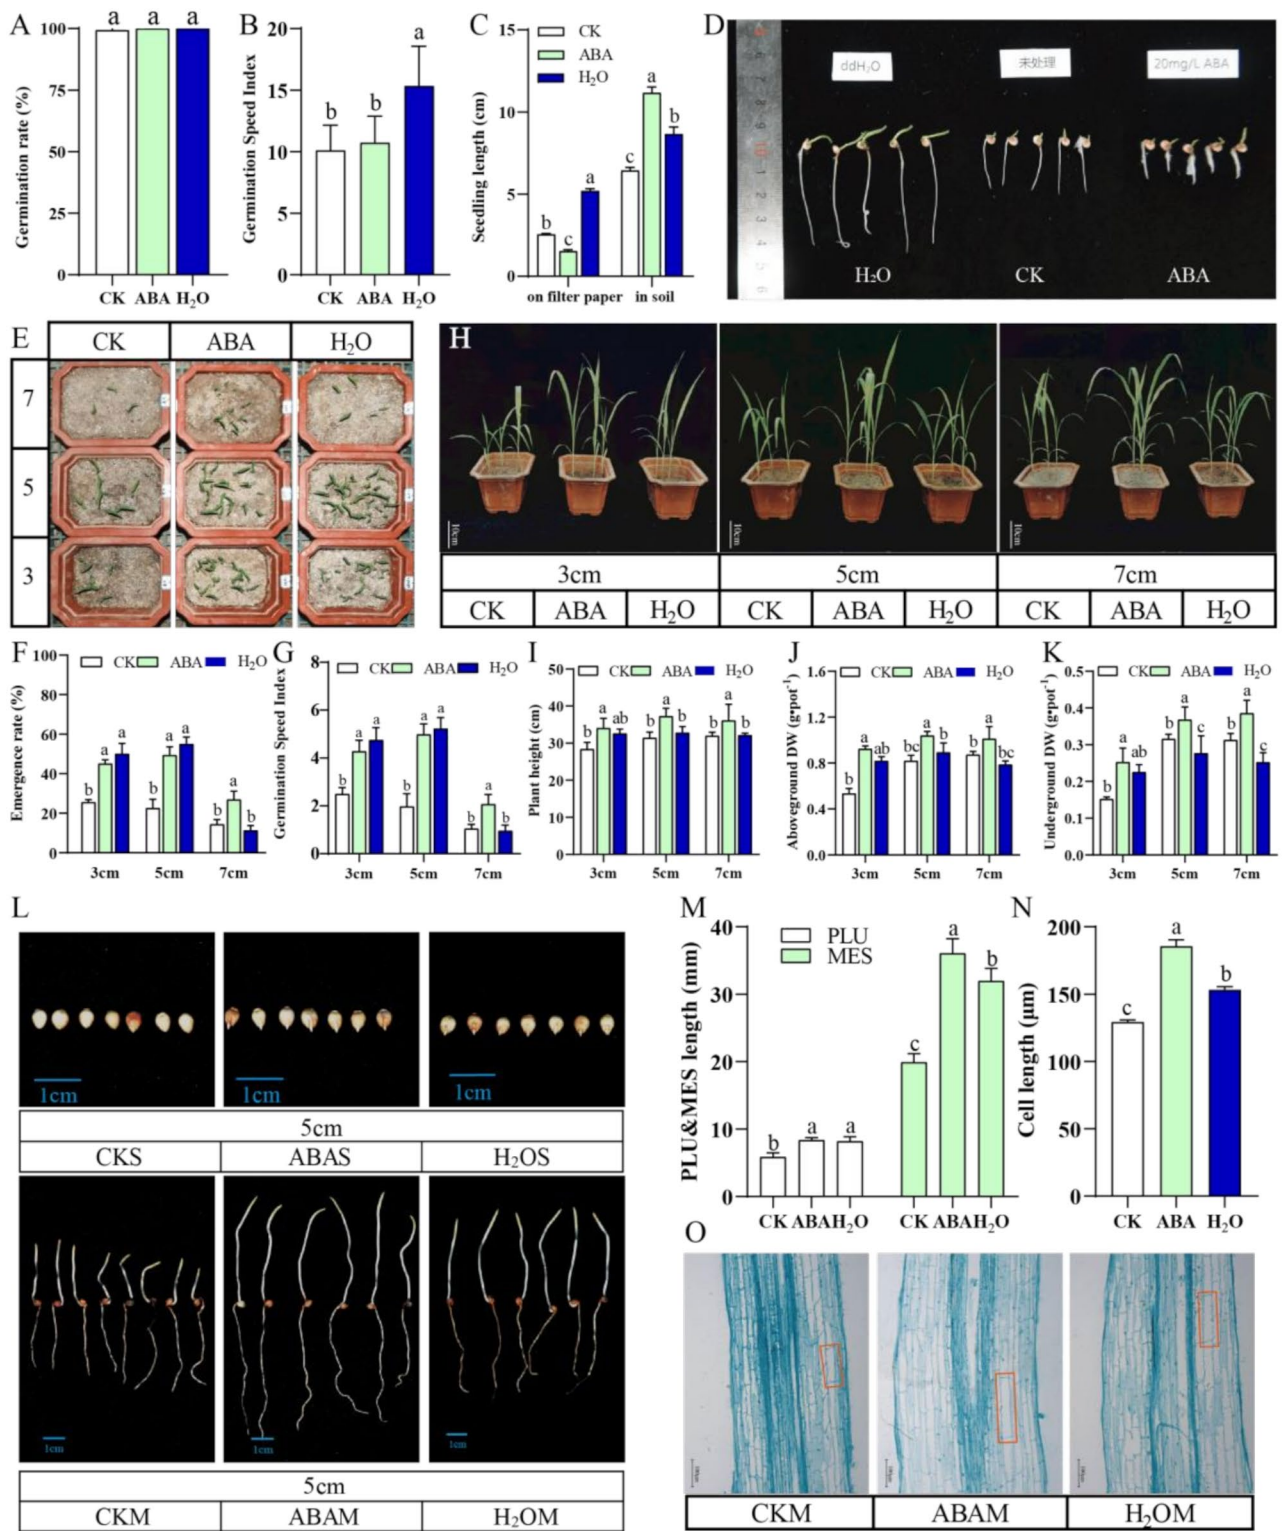 A
Germination rate (%)
100
75
50
25
0
a a a
CK ABA H₂O
B
Germination Speed Index
20
15
10
5
0
b b a
CK ABA H₂O
C
Seedling length (cm)
15
10
5
0
CK
ABA
H₂O
b c a c a b
on filter paper in soil
D
ddH₂O
未处理
20mg/L ABA
H₂O CK ABA
E
CK ABA H₂O
7
5
3
H
10cm
10cm
10cm
3cm 5cm 7cm
CK ABA H₂O CK ABA H₂O CK ABA H₂O
F
Emergence rate (%)
100
80
60
40
20
0
CK ABA H₂O
b a a b a a b a b
3cm 5cm 7cm
G
Germination Speed Index
8
6
4
2
0
CK ABA H₂O
b a a b a a b a b
3cm 5cm 7cm
I
Plant height (cm)
50
40
30
20
10
0
CK ABA H₂O
b a ab b a b b a b
3cm 5cm 7cm
J
Aboveground DW (g•pot⁻¹)
1.6
1.2
0.8
0.4
0.0
CK ABA H₂O
b a ab bc a b b a bc
3cm 5cm 7cm
K
Underground DW (g•pot⁻¹)
0.5
0.4
0.3
0.2
0.1
0.0
CK ABA H₂O
b a ab b a c b a c
3cm 5cm 7cm
L
1cm
1cm
1cm
5cm
CKS ABAS H₂OS
1cm
1cm
1cm
5cm
CKM ABAM H₂OM
M
PLU&MES length (mm)
40
30
20
10
0
PLU
MES
b a a c a b
CK ABA H₂O CK ABA H₂O
N
Cell length (μm)
200
150
100
50
0
c a b
CK ABA H₂O
O
CKM ABAM H₂OM